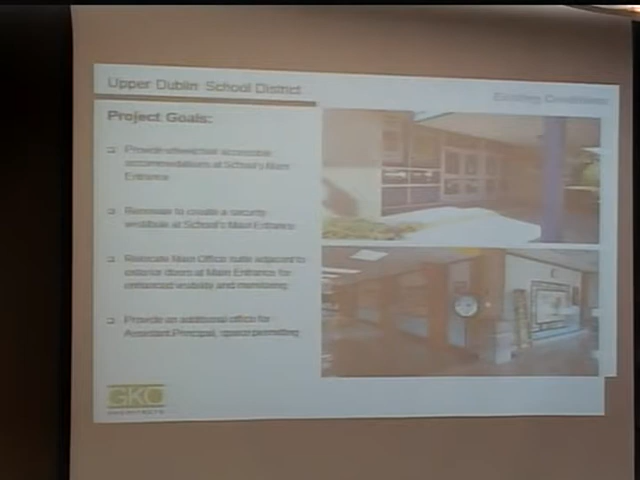 Upper Dublin School District
Existing Conditions
Project Goals:
Provide wheelchair accessible
accommodations at School's Main
Entrance
Renovate to create a security
vestibule at School's Main Entrance
Relocate Main Office suite adjacent to
exterior doors at Main Entrance for
enhanced visibility and monitoring
Provide an additional office for
Assistant Principal, space permitting
GKO
ARCHITECTS